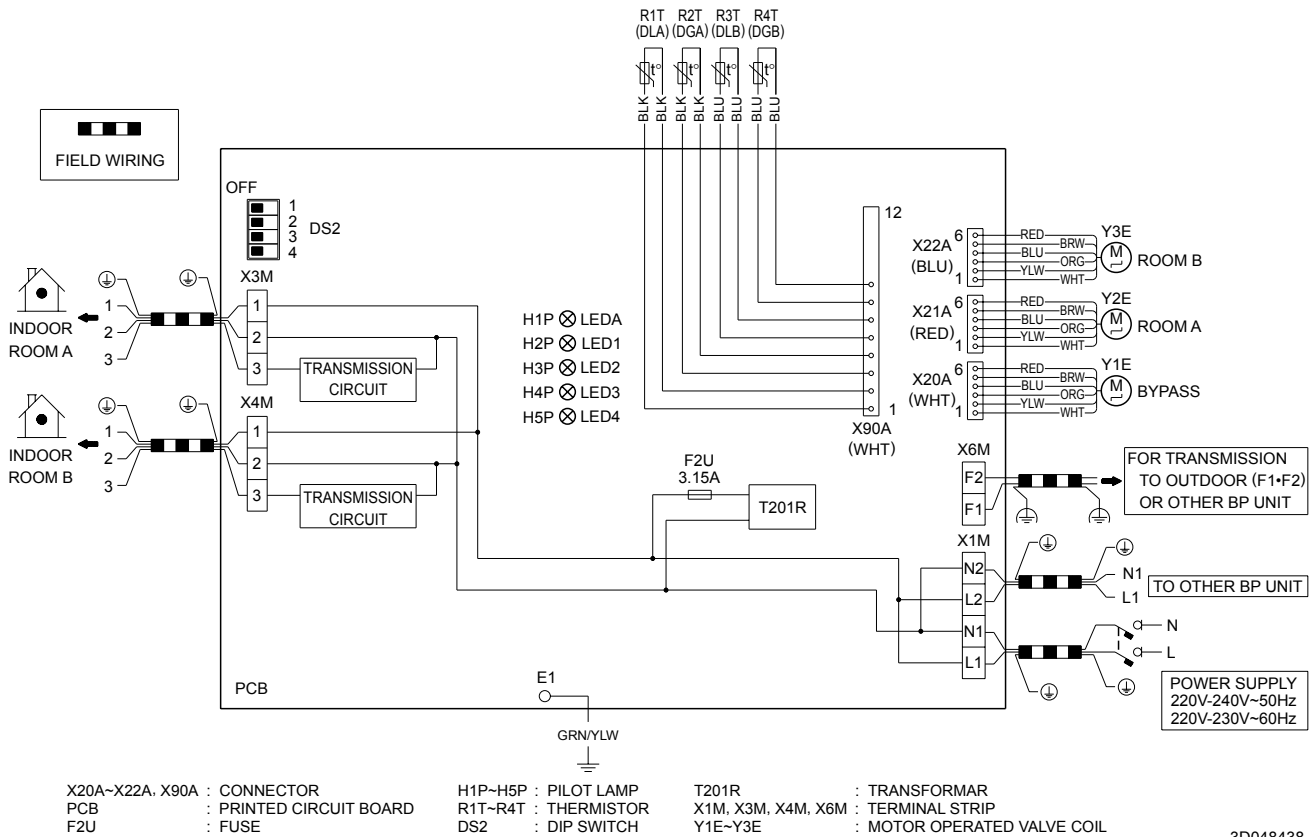 R1T R2T R3T R4T
(DLA) (DGA) (DLB) (DGB)
t° t° t° t°
BLK BLK BLK BLK BLU BLU BLU BLU
FIELD WIRING
OFF
1
2
3
4
DS2
X3M
1
2
3
INDOOR
ROOM A
1
2
3
TRANSMISSION
CIRCUIT
X4M
1
2
3
INDOOR
ROOM B
1
2
3
TRANSMISSION
CIRCUIT
H1P LEDA
H2P LED1
H3P LED2
H4P LED3
H5P LED4
12
1
X90A
(WHT)
F2U
3.15A
T201R
X22A
(BLU)
6
1
RED
BRW
BLU
ORG
YLW
WHT
Y3E
M
ROOM B
X21A
(RED)
6
1
RED
BRW
BLU
ORG
YLW
WHT
Y2E
M
ROOM A
X20A
(WHT)
6
1
RED
BRW
BLU
ORG
YLW
WHT
Y1E
M
BYPASS
X6M
F2
F1
FOR TRANSMISSION
TO OUTDOOR (F1•F2)
OR OTHER BP UNIT
X1M
N2
L2
N1
L1
N1
L1
TO OTHER BP UNIT
N
L
POWER SUPPLY
220V-240V~50Hz
220V-230V~60Hz
PCB
E1
GRN/YLW
X20A~X22A, X90A : CONNECTOR
PCB : PRINTED CIRCUIT BOARD
F2U : FUSE
H1P~H5P : PILOT LAMP
R1T~R4T : THERMISTOR
DS2 : DIP SWITCH
T201R : TRANSFORMAR
X1M, X3M, X4M, X6M : TERMINAL STRIP
Y1E~Y3E : MOTOR OPERATED VALVE COIL
3D048438